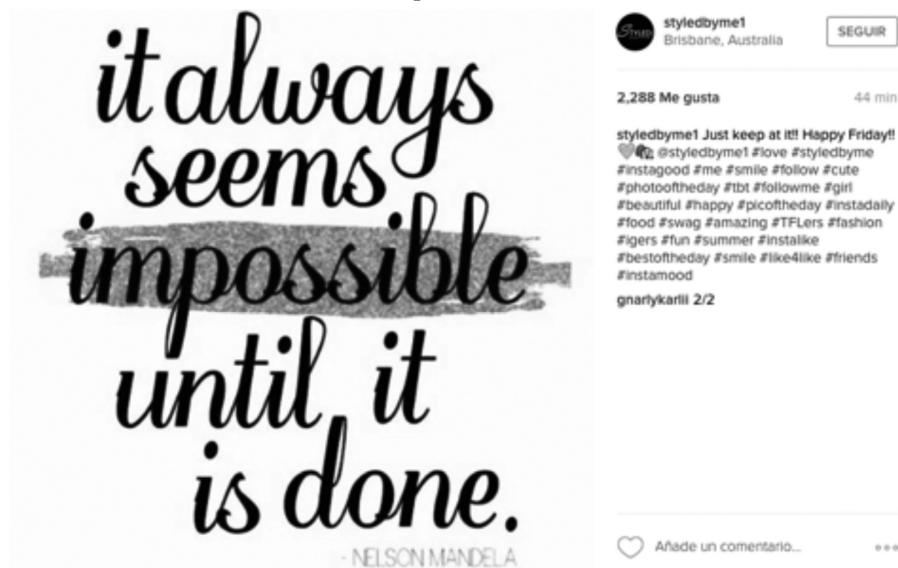 it always
seems
impossible
until it
is done.
- NELSON MANDELA
styledbyme1
Brisbane, Australia
SEGUIR
2,288 Me gusta
44 min
styledbyme1 Just keep at it!! Happy Friday!!
@styledbyme1 #love #styledbyme
#instagood #me #smile #follow #cute
#photooftheday #tbt #followme #girl
#beautiful #happy #picoftheday #instadaily
#food #swag #amazing #TFLers #fashion
#igers #fun #summer #instalike
#bestoftheday #smile #like4like #friends
#instamood
gnarlykarlii 2/2
Añade un comentario...